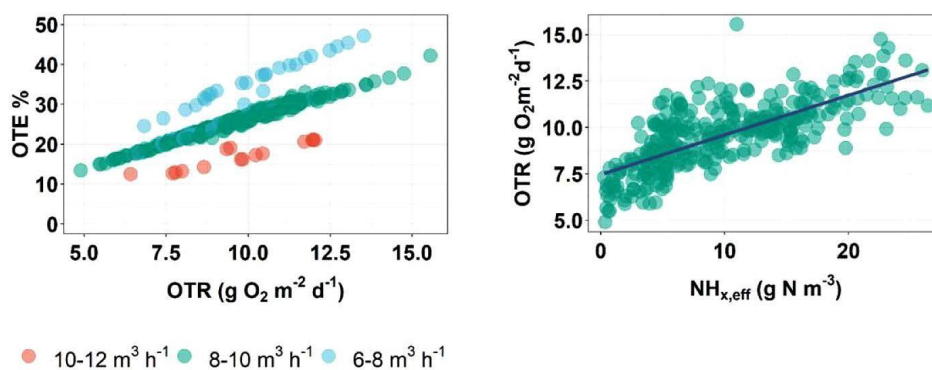 50
40
30
20
10
0
OTE %
5.0 7.5 10.0 12.5 15.0
OTR (g O₂ m⁻² d⁻¹)
15.0
12.5
10.0
7.5
5.0
OTR (g O₂m⁻²d⁻¹)
0 10 20
NHₓ,eff (g N m⁻³)
10-12 m³ h⁻¹ 8-10 m³ h⁻¹ 6-8 m³ h⁻¹